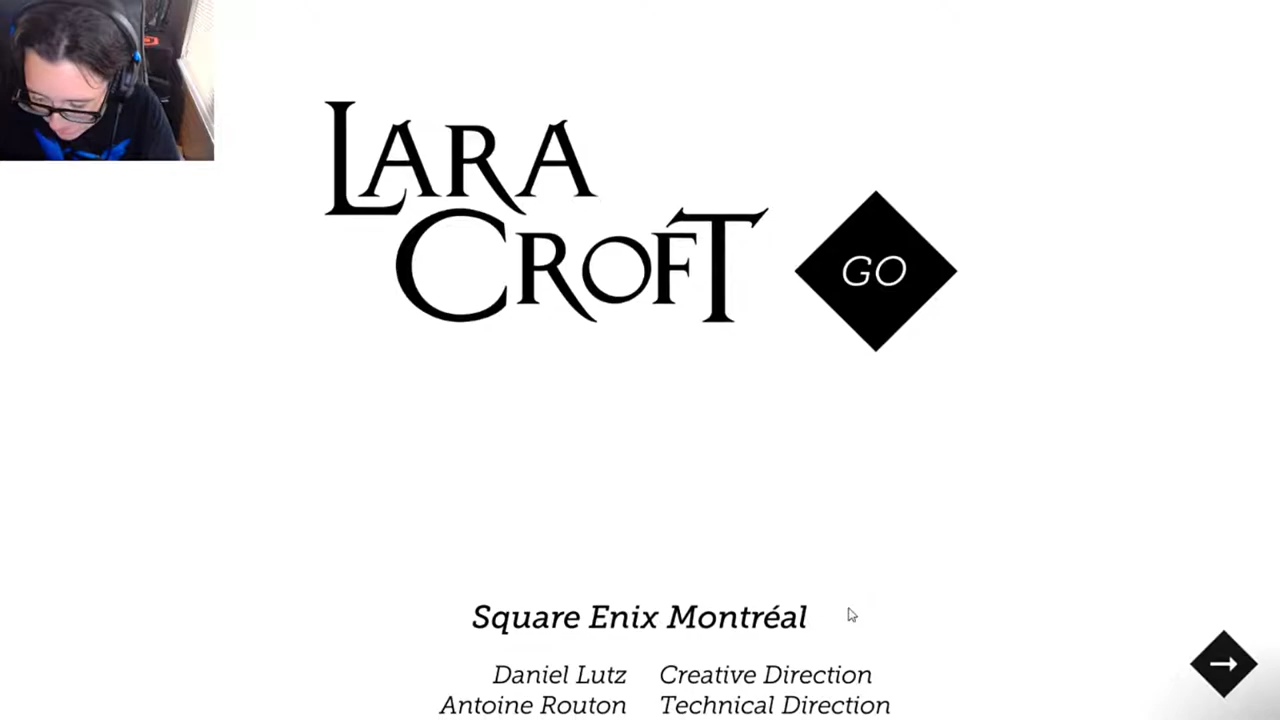 LARA
CROFT
GO
Square Enix Montréal
Daniel Lutz Creative Direction
Antoine Routon Technical Direction